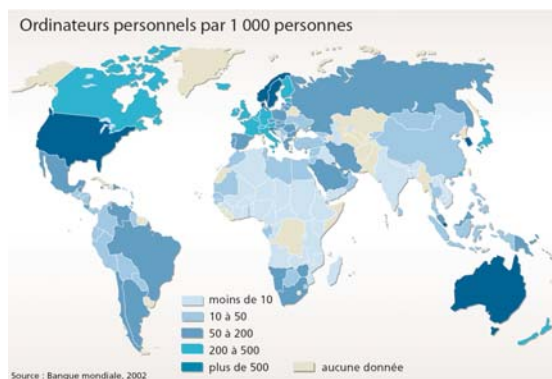 Ordinateurs personnels par 1 000 personnes
moins de 10
10 à 50
50 à 200
200 à 500
plus de 500
aucune donnée
Source : Banque mondiale, 2002